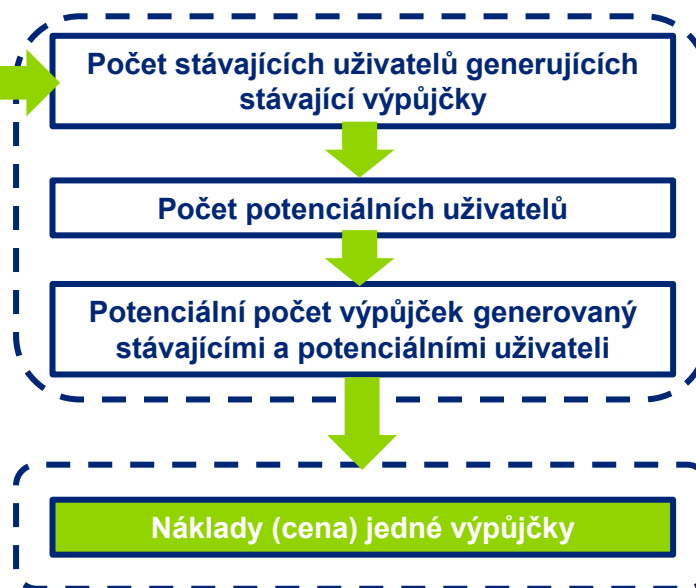 Počet stávajících uživatelů generujících
stávající výpůjčky
Počet potenciálních uživatelů
Potenciální počet výpůjček generovaný
stávajícími a potenciálními uživateli
Náklady (cena) jedné výpůjčky